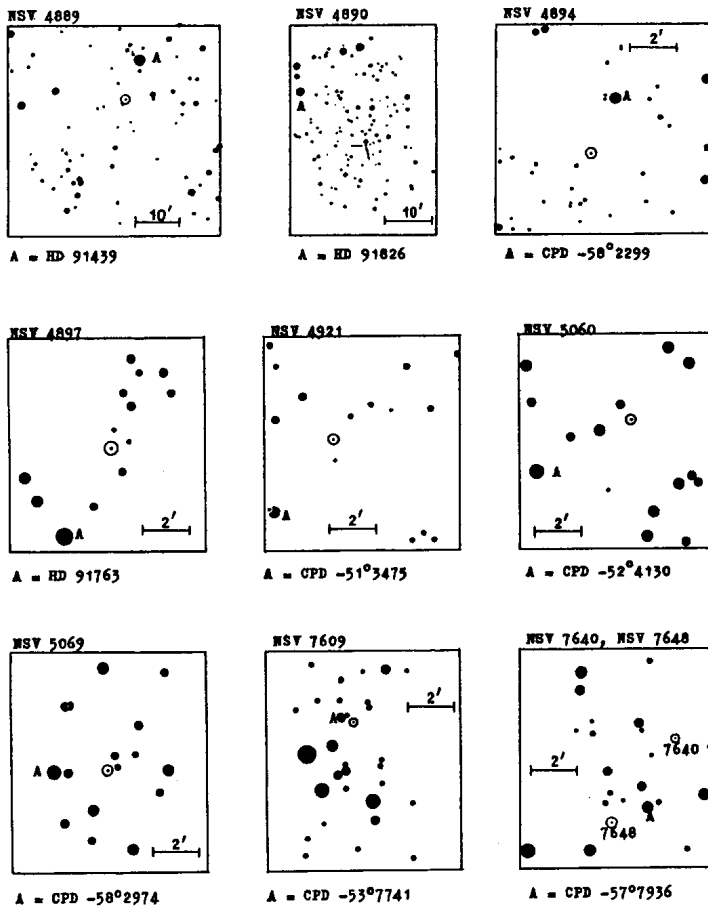 NSV 4889
A
10'
A = HD 91439
NSV 4890
A
10'
A = HD 91826
NSV 4894
2'
A
A = CPD -58°2299
NSV 4897
A
2'
A = HD 91763
NSV 4921
A
2'
A = CPD -51°3475
NSV 5060
A
2'
A = CPD -52°4130
NSV 5069
A
2'
A = CPD -58°2974
NSV 7609
2'
A
A = CPD -53°7741
NSV 7640, NSV 7648
7640
2'
A
7648
A = CPD -57°7936